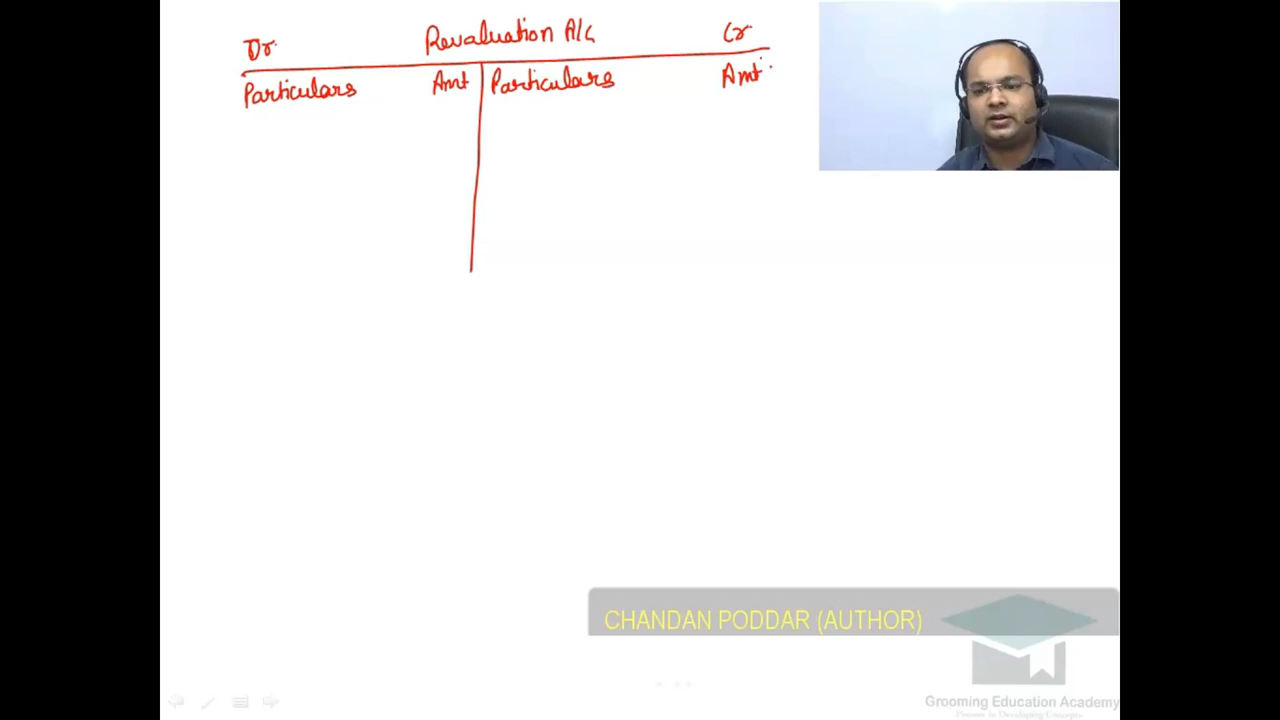 Dr. Revaluation A/c Cr.
Particulars Amt Particulars Amt.
CHANDAN PODDAR (AUTHOR)
Grooming Education Academy